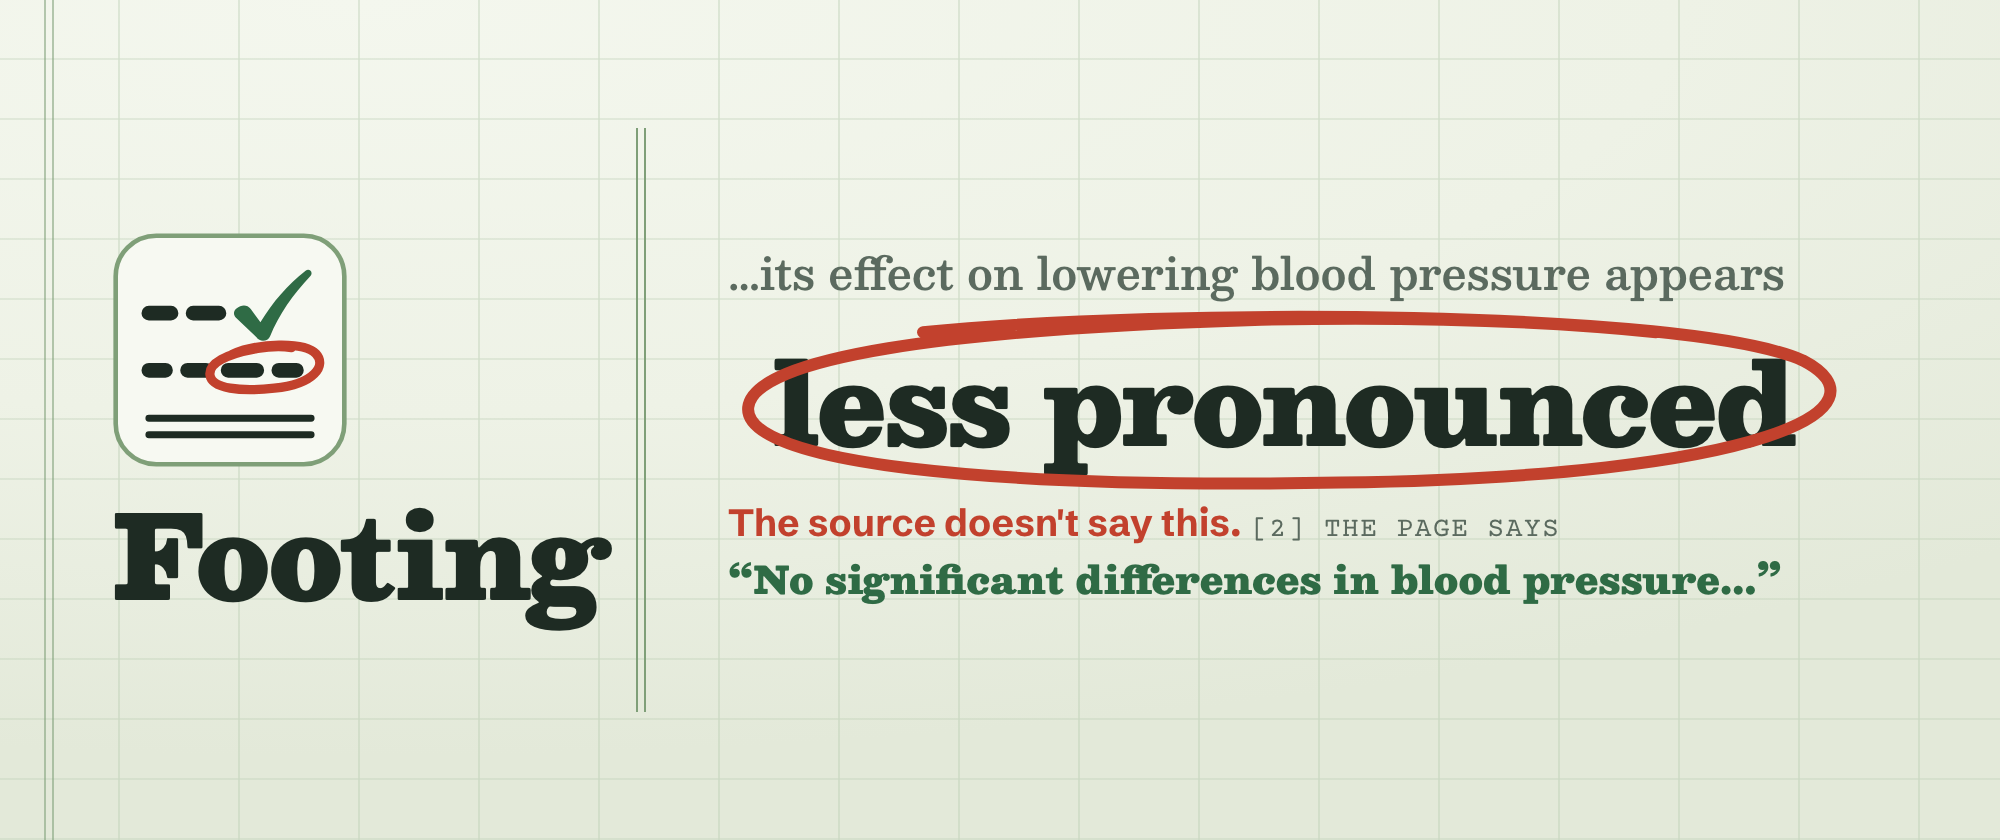 Footing
…its effect on lowering blood pressure appears
less pronounced
The source doesn't say this. [2] THE PAGE SAYS
“No significant differences in blood pressure…”